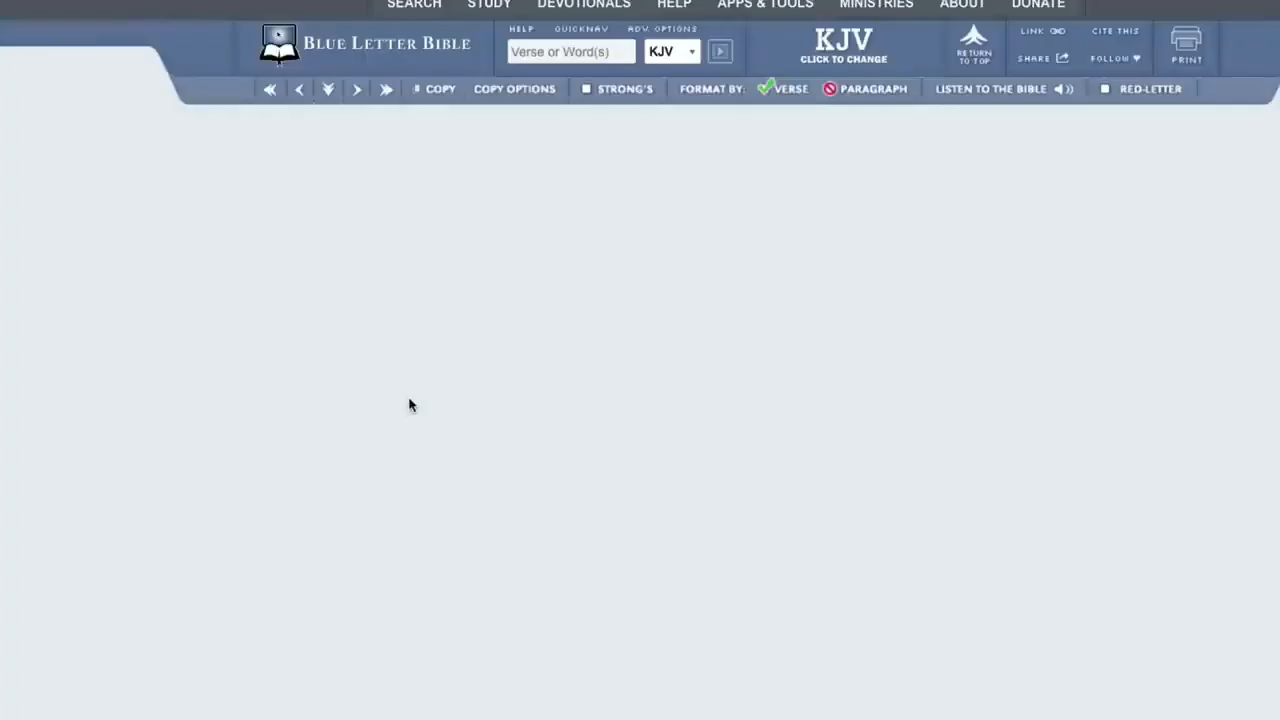 SEARCH STUDY DEVOTIONALS HELP APPS & TOOLS MINISTRIES ABOUT DONATE
BLUE LETTER BIBLE
HELP QUICKNAV ADV. OPTIONS
Verse or Word(s) KJV
KJV
CLICK TO CHANGE
RETURN
TO TOP
LINK CITE THIS
SHARE FOLLOW
PRINT
COPY COPY OPTIONS STRONG'S FORMAT BY: VERSE PARAGRAPH LISTEN TO THE BIBLE RED-LETTER